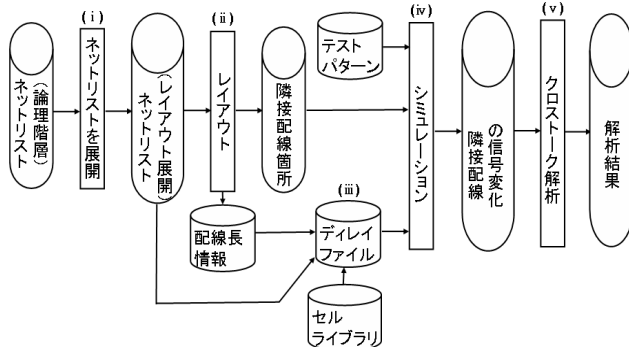 (ⅰ)
(ⅱ)
(ⅳ)
(ⅴ)
(論理階層)
ネットリスト
ネットリストを展開
(レイアウト展開)
ネットリスト
レイアウト
隣接配線箇所
テスト
パターン
シミュレーション
の信号変化
隣接配線
クロストーク解析
解析結果
(ⅲ)
配線長
情報
ディレイ
ファイル
セル
ライブラリ